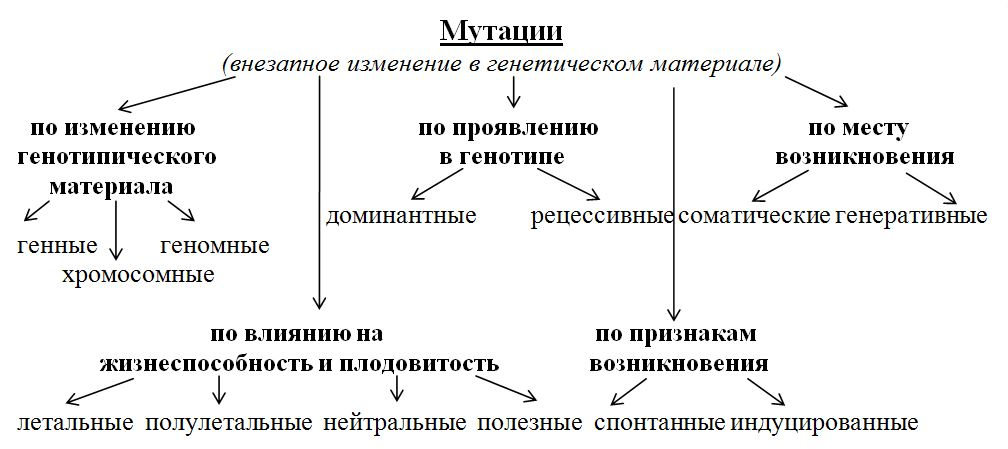 Мутации
(внезапное изменение в генетическом материале)
по изменению
генотипического
материала
генные геномные
хромосомные
по проявлению
в генотипе
доминантные рецессивные
по месту
возникновения
соматические генеративные
по влиянию на
жизнеспособность и плодовитость
летальные полулетальные нейтральные полезные
по признакам
возникновения
спонтанные индуцированные